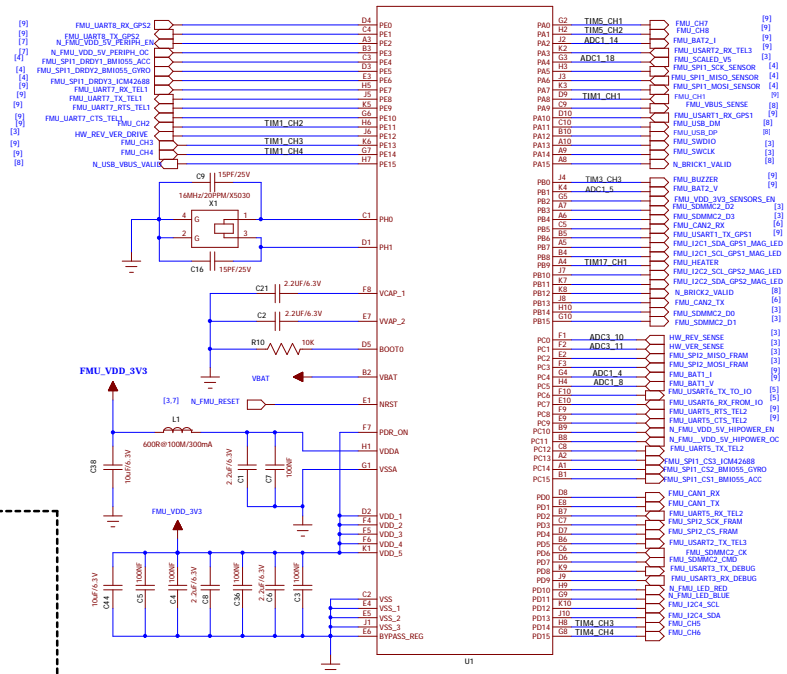 [9] FMU_UART8_RX_GPS2 D4 PE0
[9] FMU_UART8_TX_GPS2 C4 PE1
[7] N_FMU_VDD_5V_PERIPH_EN A3 PE2
[7] N_FMU_VDD_5V_PERIPH_OC B3 PE3
[4] FMU_SPI1_DRDY1_BMI055_ACC C3 PE4
[4] FMU_SPI1_DRDY2_BMI055_GYRO D3 PE5
[4] FMU_SPI1_DRDY3_ICM42688 E3 PE6
[9] FMU_UART7_RX_TEL1 H5 PE7
[9] FMU_UART7_TX_TEL1 J5 PE8
[9] FMU_UART7_RTS_TEL1 K5 PE9
[9] FMU_UART7_CTS_TEL1 G6 PE10
[9] FMU_CH2 TIM1_CH2 H6 PE11
[3] HW_REV_VER_DRIVE J6 PE12
[9] FMU_CH3 TIM1_CH3 K6 PE13
[9] FMU_CH4 TIM1_CH4 G7 PE14
[8] N_USB_VBUS_VALID H7 PE15
C9 15PF/25V
16MHz/20PPM/X5030
X1
4 G 1 C1 PH0
2 G 3 D1 PH1
C16 15PF/25V
C21 2.2UF/6.3V F8 VCAP_1
C2 2.2UF/6.3V E7 VVAP_2
R10 10K D5 BOOT0
VBAT B2 VBAT
[3,7] N_FMU_RESET E1 NRST
FMU_VDD_3V3
L1
600R@100M/300mA
F7 PDR_ON
H1 VDDA
G1 VSSA
C38 10uF/6.3V
2.2uF/6.3V C1
C7 100NF
FMU_VDD_3V3
D2 VDD_1
F4 VDD_2
F5 VDD_3
F6 VDD_4
K1 VDD_5
C44 10uF/6.3V
C5 100NF
C4 100NF
C8 2.2uF/6.3V
C36 100NF
C6 2.2uF/6.3V
C3 100NF
C2 VSS
E4 VSS_1
E5 VSS_2
J1 VSS_3
E6 BYPASS_REG
U1
PA0 G2 TIM5_CH1 FMU_CH7 [9]
PA1 H2 TIM5_CH2 FMU_CH8 [9]
PA2 J2 ADC1_14 FMU_BAT2_I [9]
PA3 K2 FMU_USART2_RX_TEL3 [9]
PA4 G3 ADC1_18 FMU_SCALED_V5 [3]
PA5 H3 FMU_SPI1_SCK_SENSOR [4]
PA6 J3 FMU_SPI1_MISO_SENSOR [4]
PA7 K3 FMU_SPI1_MOSI_SENSOR [4]
PA8 D9 TIM1_CH1 FMU_CH1 [9]
PA9 C9 FMU_VBUS_SENSE [8]
PA10 D10 FMU_USART1_RX_GPS1 [9]
PA11 C10 FMU_USB_DM [8]
PA12 B10 FMU_USB_DP [8]
PA13 A10 FMU_SWDIO [3]
PA14 A9 FMU_SWCLK [3]
PA15 A8 N_BRICK1_VALID [8]
PB0 J4 TIM3_CH3 FMU_BUZZER [9]
PB1 K4 ADC1_5 FMU_BAT2_V [9]
PB2 G5 FMU_VDD_3V3_SENSORS_EN
PB3 A7 FMU_SDMMC2_D2 [3]
PB4 A6 FMU_SDMMC2_D3 [3]
PB5 C5 FMU_CAN2_RX [6]
PB6 B5 FMU_USART1_TX_GPS1 [9]
PB7 A5 FMU_I2C1_SDA_GPS1_MAG_LED
PB8 B4 FMU_I2C1_SCL_GPS1_MAG_LED
PB9 A4 TIM17_CH1 FMU_HEATER
PB10 J7 FMU_I2C2_SCL_GPS2_MAG_LED
PB11 K7 FMU_I2C2_SDA_GPS2_MAG_LED
PB12 K8 N_BRICK2_VALID [8]
PB13 J8 FMU_CAN2_TX [6]
PB14 H10 FMU_SDMMC2_D0 [3]
PB15 G10 FMU_SDMMC2_D1 [3]
PC0 F1 ADC3_10 HW_REV_SENSE [3]
PC1 F2 ADC3_11 HW_VER_SENSE [3]
PC2 E2 FMU_SPI2_MISO_FRAM [3]
PC3 F3 FMU_SPI2_MOSI_FRAM [3]
PC4 G4 ADC1_4 FMU_BAT1_I [9]
PC5 H4 ADC1_8 FMU_BAT1_V [9]
PC6 F10 FMU_USART6_TX_TO_IO [5]
PC7 E10 FMU_USART6_RX_FROM_IO [5]
PC8 F9 FMU_UART5_RTS_TEL2 [9]
PC9 E9 FMU_UART5_CTS_TEL2 [9]
PC10 B9 N_FMU_VDD_5V_HIPOWER_EN
PC11 B8 N_FMU__VDD_5V_HIPOWER_OC
PC12 C8 FMU_UART5_TX_TEL2
PC13 A2 FMU_SPI1_CS3_ICM42688
PC14 A1 FMU_SPI1_CS2_BMI055_GYRO
PC15 B1 FMU_SPI1_CS1_BMI055_ACC
PD0 D8 FMU_CAN1_RX
PD1 E8 FMU_CAN1_TX
PD2 B7 FMU_UART5_RX_TEL2
PD3 C7 FMU_SPI2_SCK_FRAM
PD4 D7 FMU_SPI2_CS_FRAM
PD5 B6 FMU_USART2_TX_TEL3
PD6 C6 FMU_SDMMC2_CK
PD7 D6 FMU_SDMMC2_CMD
PD8 K9 FMU_USART3_TX_DEBUG
PD9 J9 FMU_USART3_RX_DEBUG
PD10 H9 N_FMU_LED_RED
PD11 G9 N_FMU_LED_BLUE
PD12 K10 FMU_I2C4_SCL
PD13 J10 FMU_I2C4_SDA
PD14 H8 TIM4_CH3 FMU_CH5
PD15 G8 TIM4_CH4 FMU_CH6